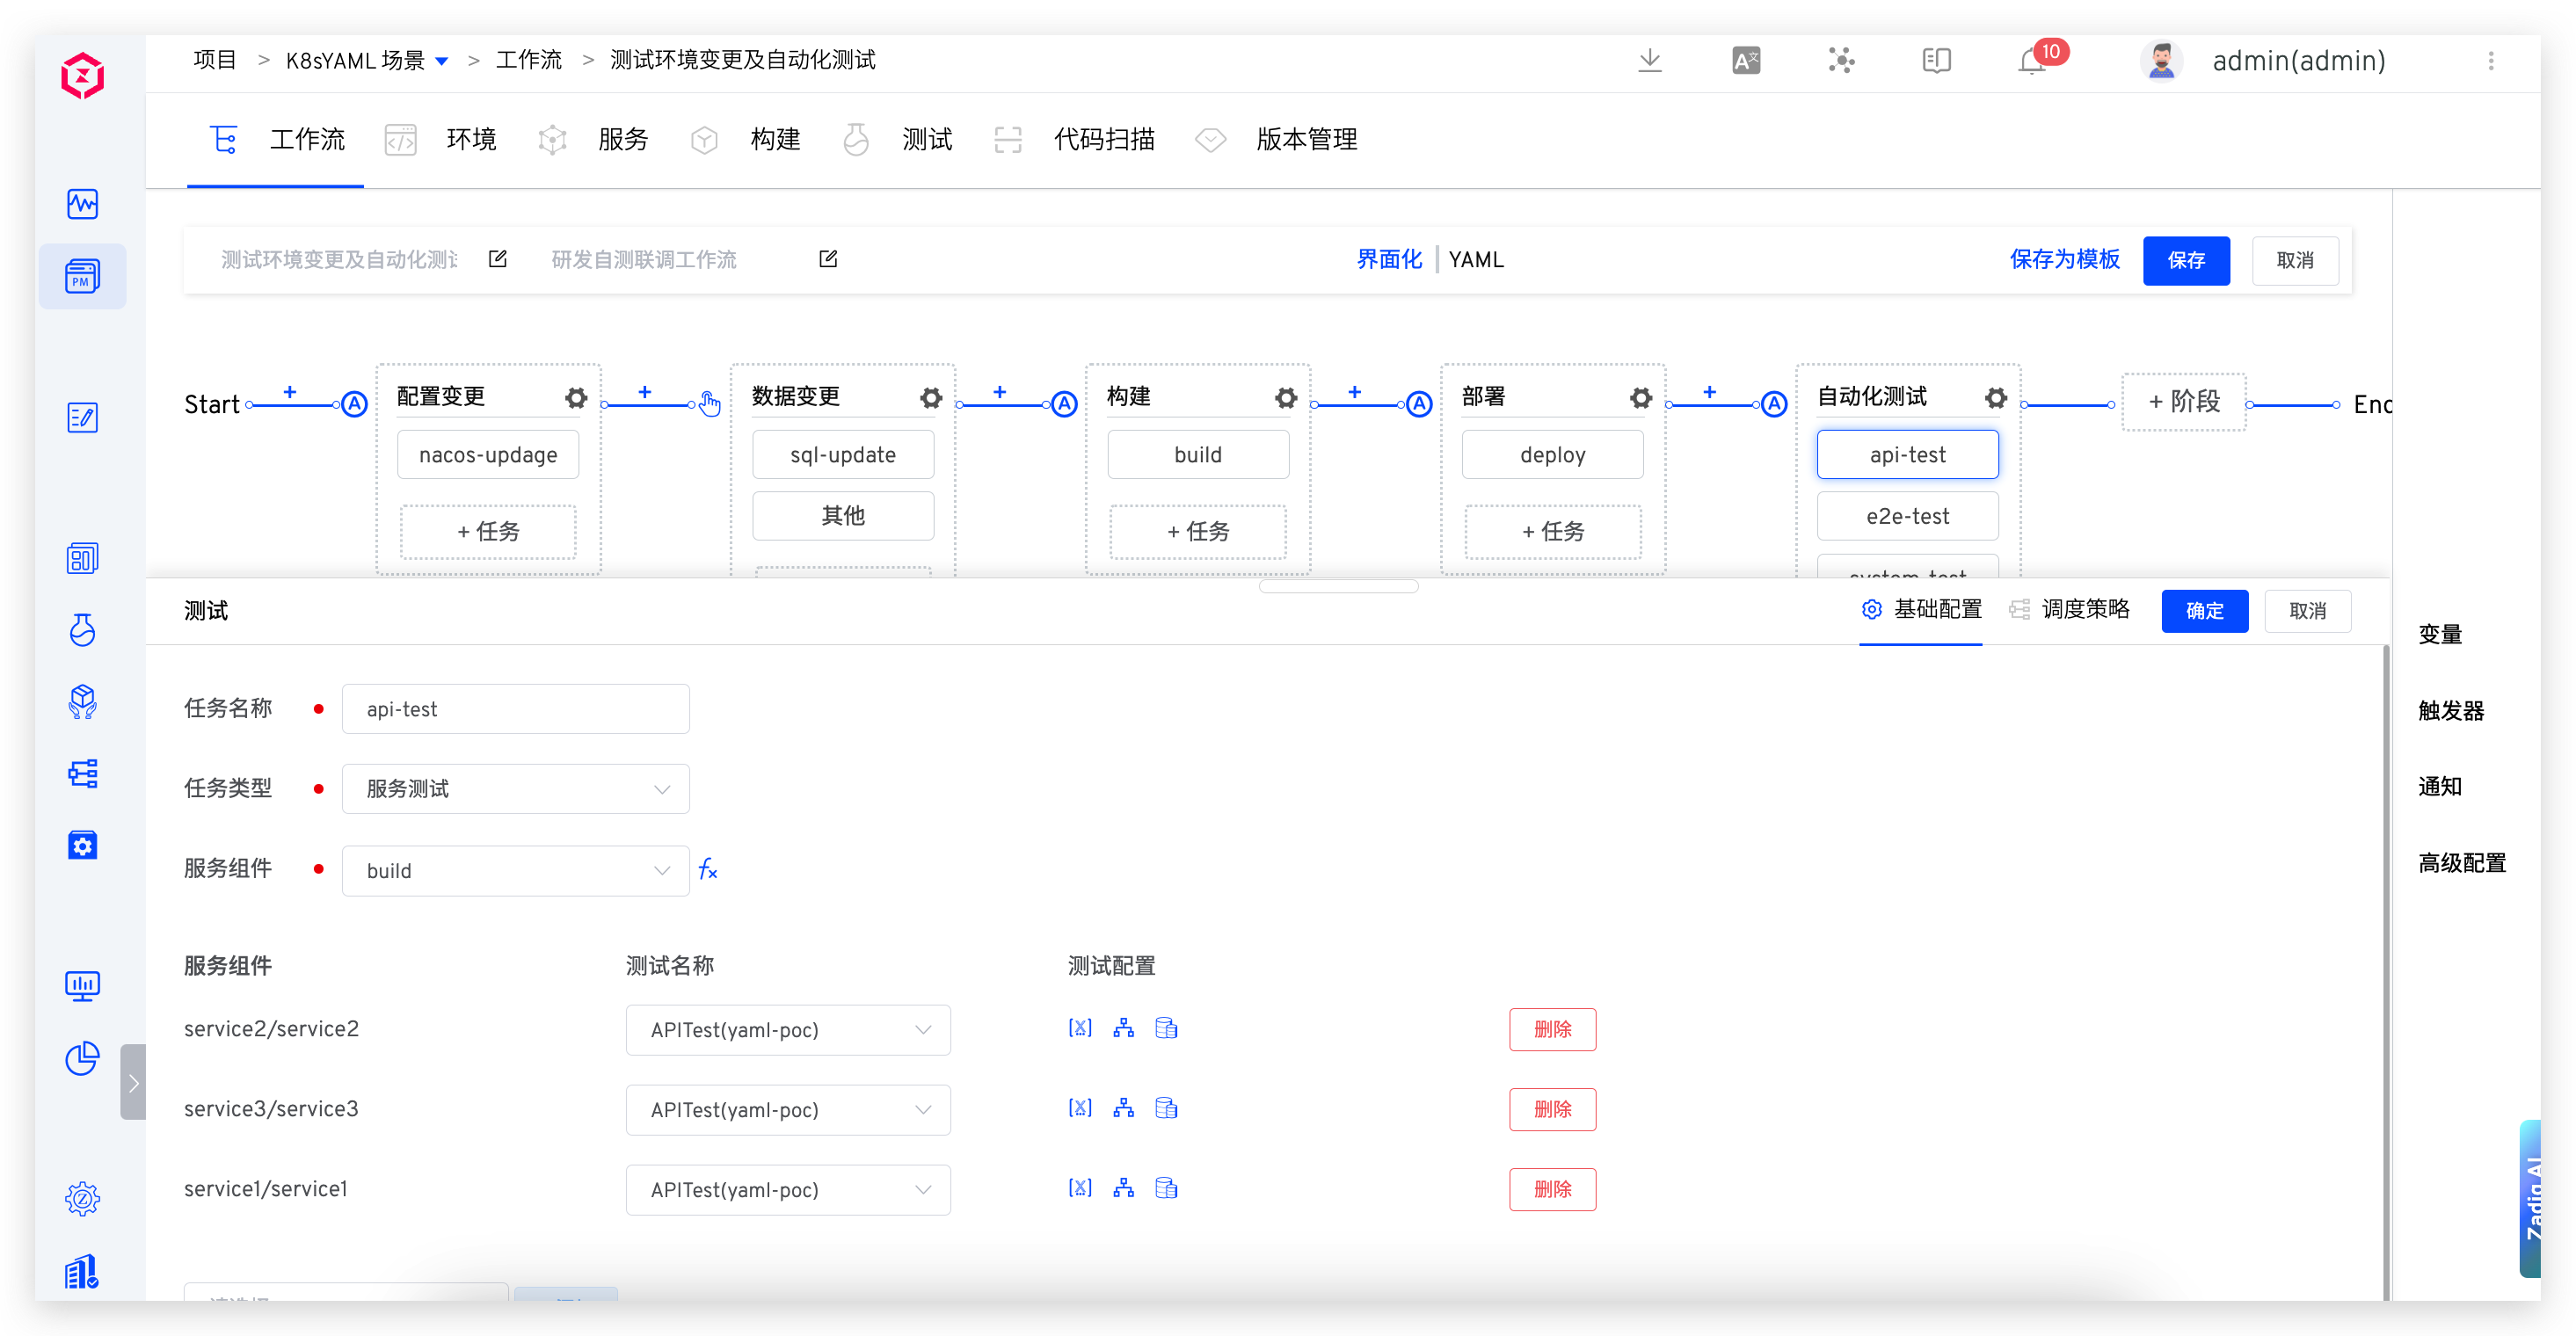 项目 > K8sYAML 场景 > 工作流 > 测试环境变更及自动化测试
10
admin(admin)
工作流 环境 服务 构建 测试 代码扫描 版本管理
PM
测试环境变更及自动化测 研发自测联调工作流 界面化 YAML 保存为模板 保存 取消
Start + A 配置变更 + 数据变更 + A 构建 + A 部署 + A 自动化测试 + 阶段 End
nacos-updage sql-update build deploy api-test
其他 e2e-test
+ 任务 + 任务 + 任务
system-test
测试 基础配置 调度策略 确定 取消
变量
触发器
通知
高级配置
任务名称 api-test
任务类型 服务测试
服务组件 build fx
服务组件 测试名称 测试配置
service2/service2 APITest(yaml-poc) 删除
service3/service3 APITest(yaml-poc) 删除
service1/service1 APITest(yaml-poc) 删除
Zadig AI